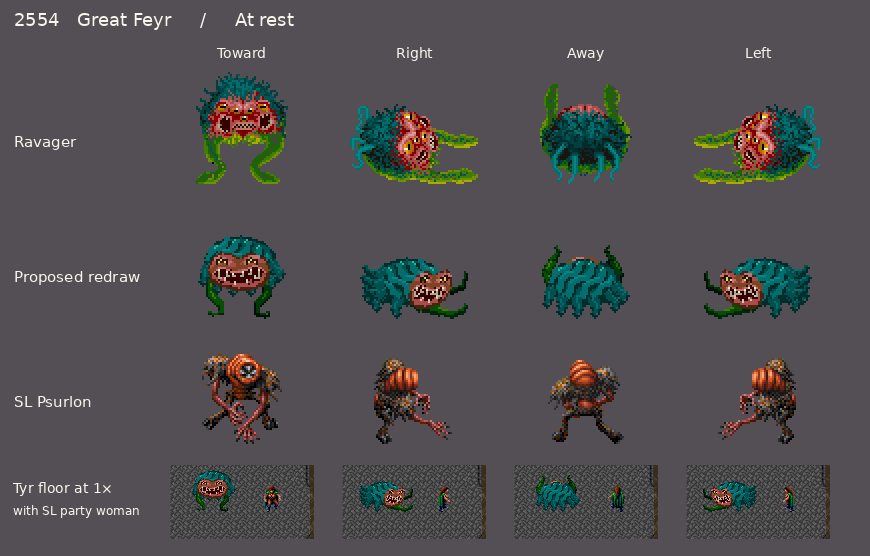 2554 Great Feyr / At rest
Toward Right Away Left
Ravager
Proposed redraw
SL Psurlon
Tyr floor at 1×
with SL party woman